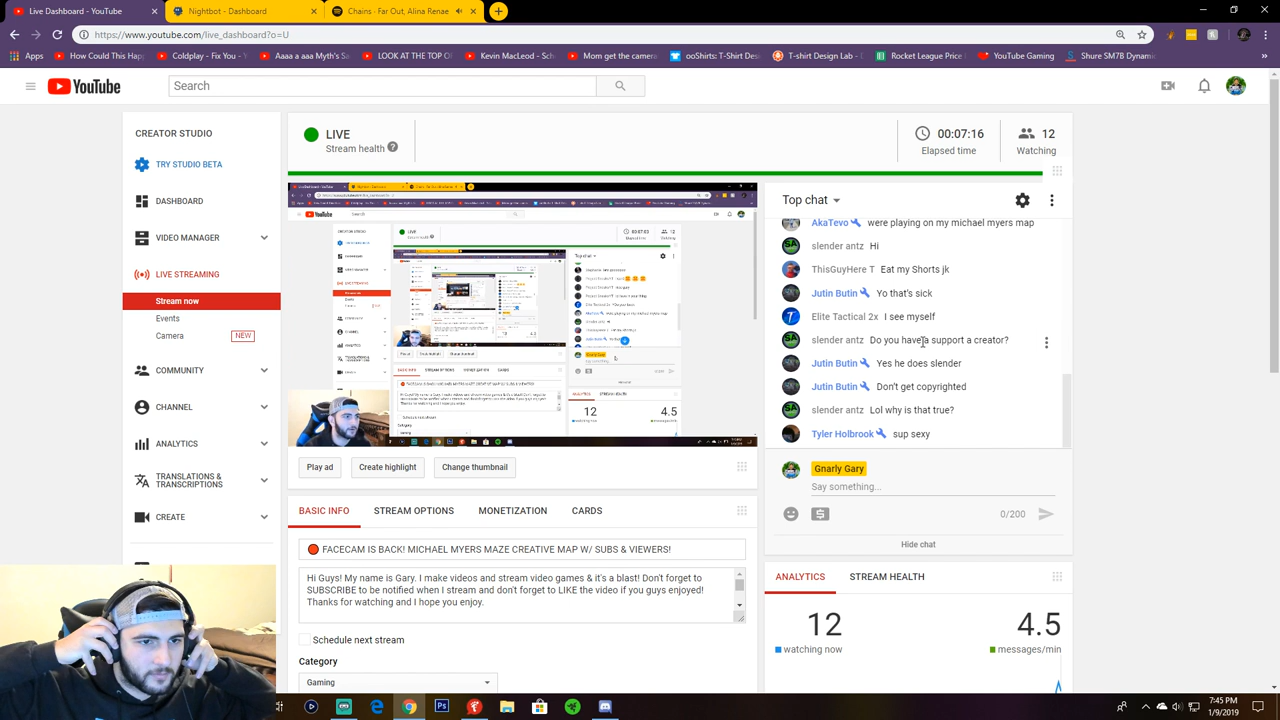 Live Dashboard - YouTube
Nightbot - Dashboard
Chains - Far Out, Alina Renae
https://www.youtube.com/live_dashboard?o=U
Apps
How Could This Hap
Coldplay - Fix You
Aaaa a aaay Myth's S
LOOK AT THE TOP OF
Kevin MacLeod - Sn
Mom get the camera
ooShirts: T-Shirt Des
T-shirt Design Lab -
Rocket League Price
YouTube Gaming
Shure SM7B Dynami
YouTube
Search
CREATOR STUDIO
TRY STUDIO BETA
DASHBOARD
VIDEO MANAGER
LIVE STREAMING
Stream now
Events
Camera
NEW
COMMUNITY
CHANNEL
ANALYTICS
TRANSLATIONS &
TRANSCRIPTIONS
CREATE
LIVE
Stream health
00:07:16
Elapsed time
12
Watching
Play ad
Create highlight
Change thumbnail
BASIC INFO
STREAM OPTIONS
MONETIZATION
CARDS
FACECAM IS BACK! MICHAEL MYERS MAZE CREATIVE MAP W/ SUBS & VIEWERS!
Hi Guys! My name is Gary. I make videos and stream video games & it's a blast! Don't forget to
SUBSCRIBE to be notified when I stream and don't forget to LIKE the video if you guys enjoyed!
Thanks for watching and I hope you enjoy.
Schedule next stream
Category
Gaming
Top chat
AkaTevo were playing on my michael myers map
slender antz Hi
ThisGuyHere T Eat my Shorts jk
Jutin Butin Yo that's sick
Elite Tactical 2x I see myself
slender antz Do you have a support a creator?
Jutin Butin Yes he does slender
Jutin Butin Don't get copyrighted
slender antz Lol why is that true?
Tyler Holbrook sup sexy
Gnarly Gary
Say something...
0/200
Hide chat
ANALYTICS
STREAM HEALTH
12
watching now
4.5
messages/min
7:45 PM
1/9/2019